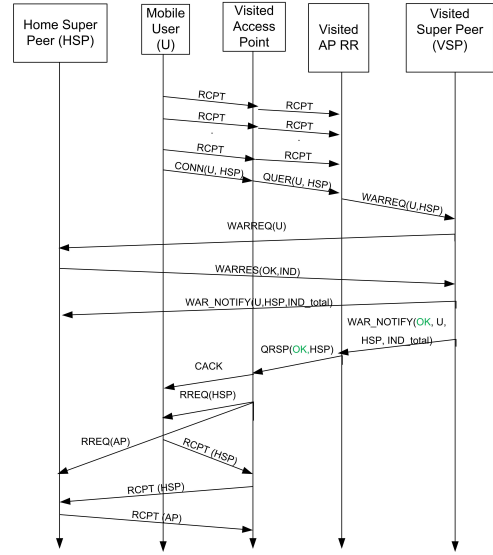 Home Super
Peer (HSP)
Mobile
User
(U)
Visited
Access
Point
Visited
AP RR
Visited
Super Peer
(VSP)
RCPT
RCPT
RCPT
RCPT
RCPT
RCPT
CONN(U, HSP)
QUER(U, HSP)
WARREQ(U,HSP)
WARREQ(U)
WARRES(OK,IND)
WAR_NOTIFY(U,HSP,IND_total)
WAR_NOTIFY(OK, U,
HSP, IND_total)
QRSP(OK,HSP)
CACK
RREQ(HSP)
RREQ(AP)
RCPT (HSP)
RCPT (HSP)
RCPT (AP)